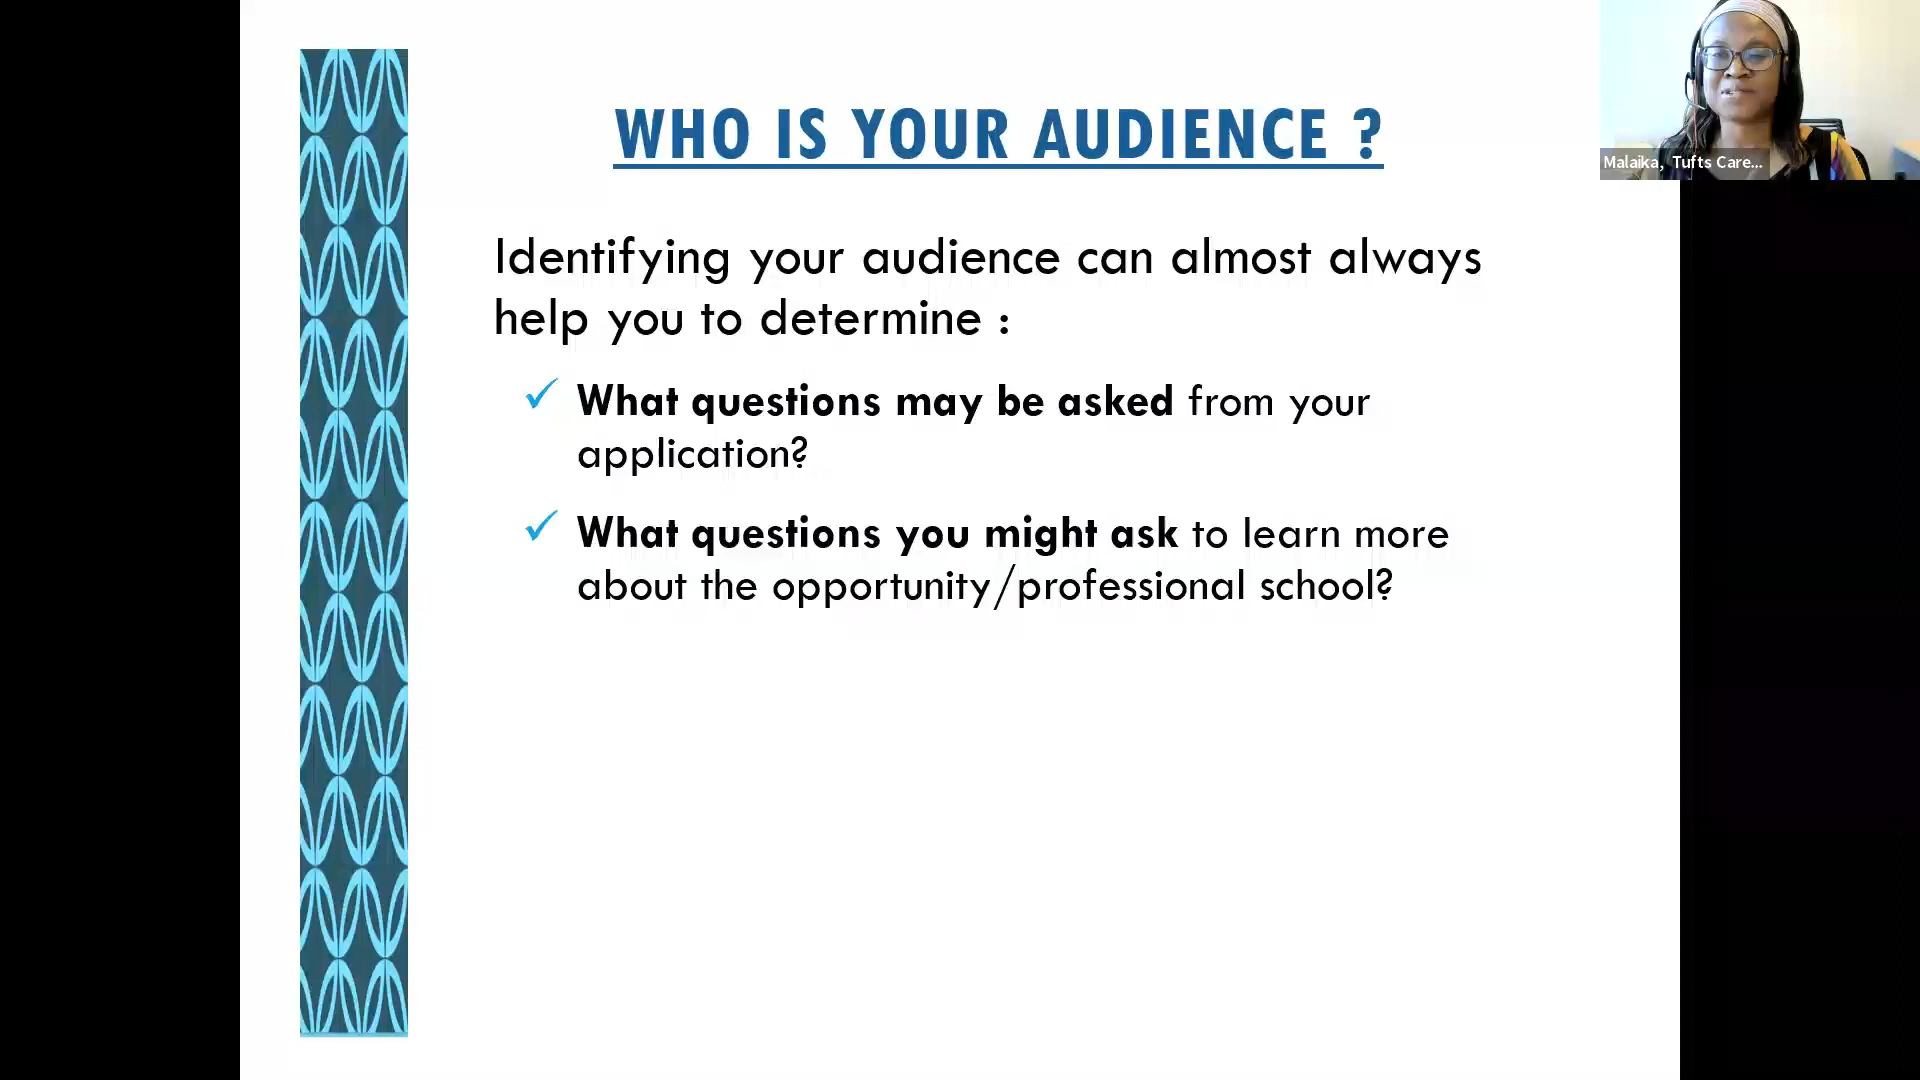 WHO IS YOUR AUDIENCE ?
Identifying your audience can almost always
help you to determine :
✓ What questions may be asked from your
application?
✓ What questions you might ask to learn more
about the opportunity/professional school?
Malaika, Tufts Care...